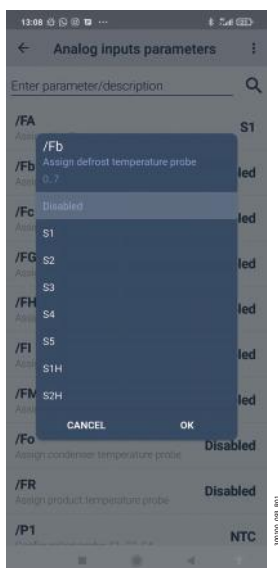 13:08
← Analog inputs parameters
Enter parameter/description
/FA
S1
/Fb
Assign defrost temperature probe
0..7
Disabled
S1
S2
S3
S4
S5
S1H
S2H
CANCEL OK
/Fb
led
/Fc
led
/FG
led
/FH
led
/FI
led
/FM
led
/Fo
Assign condenser temperature probe
Disabled
/FR
Assign product temperature probe
Disabled
/P1
NTC